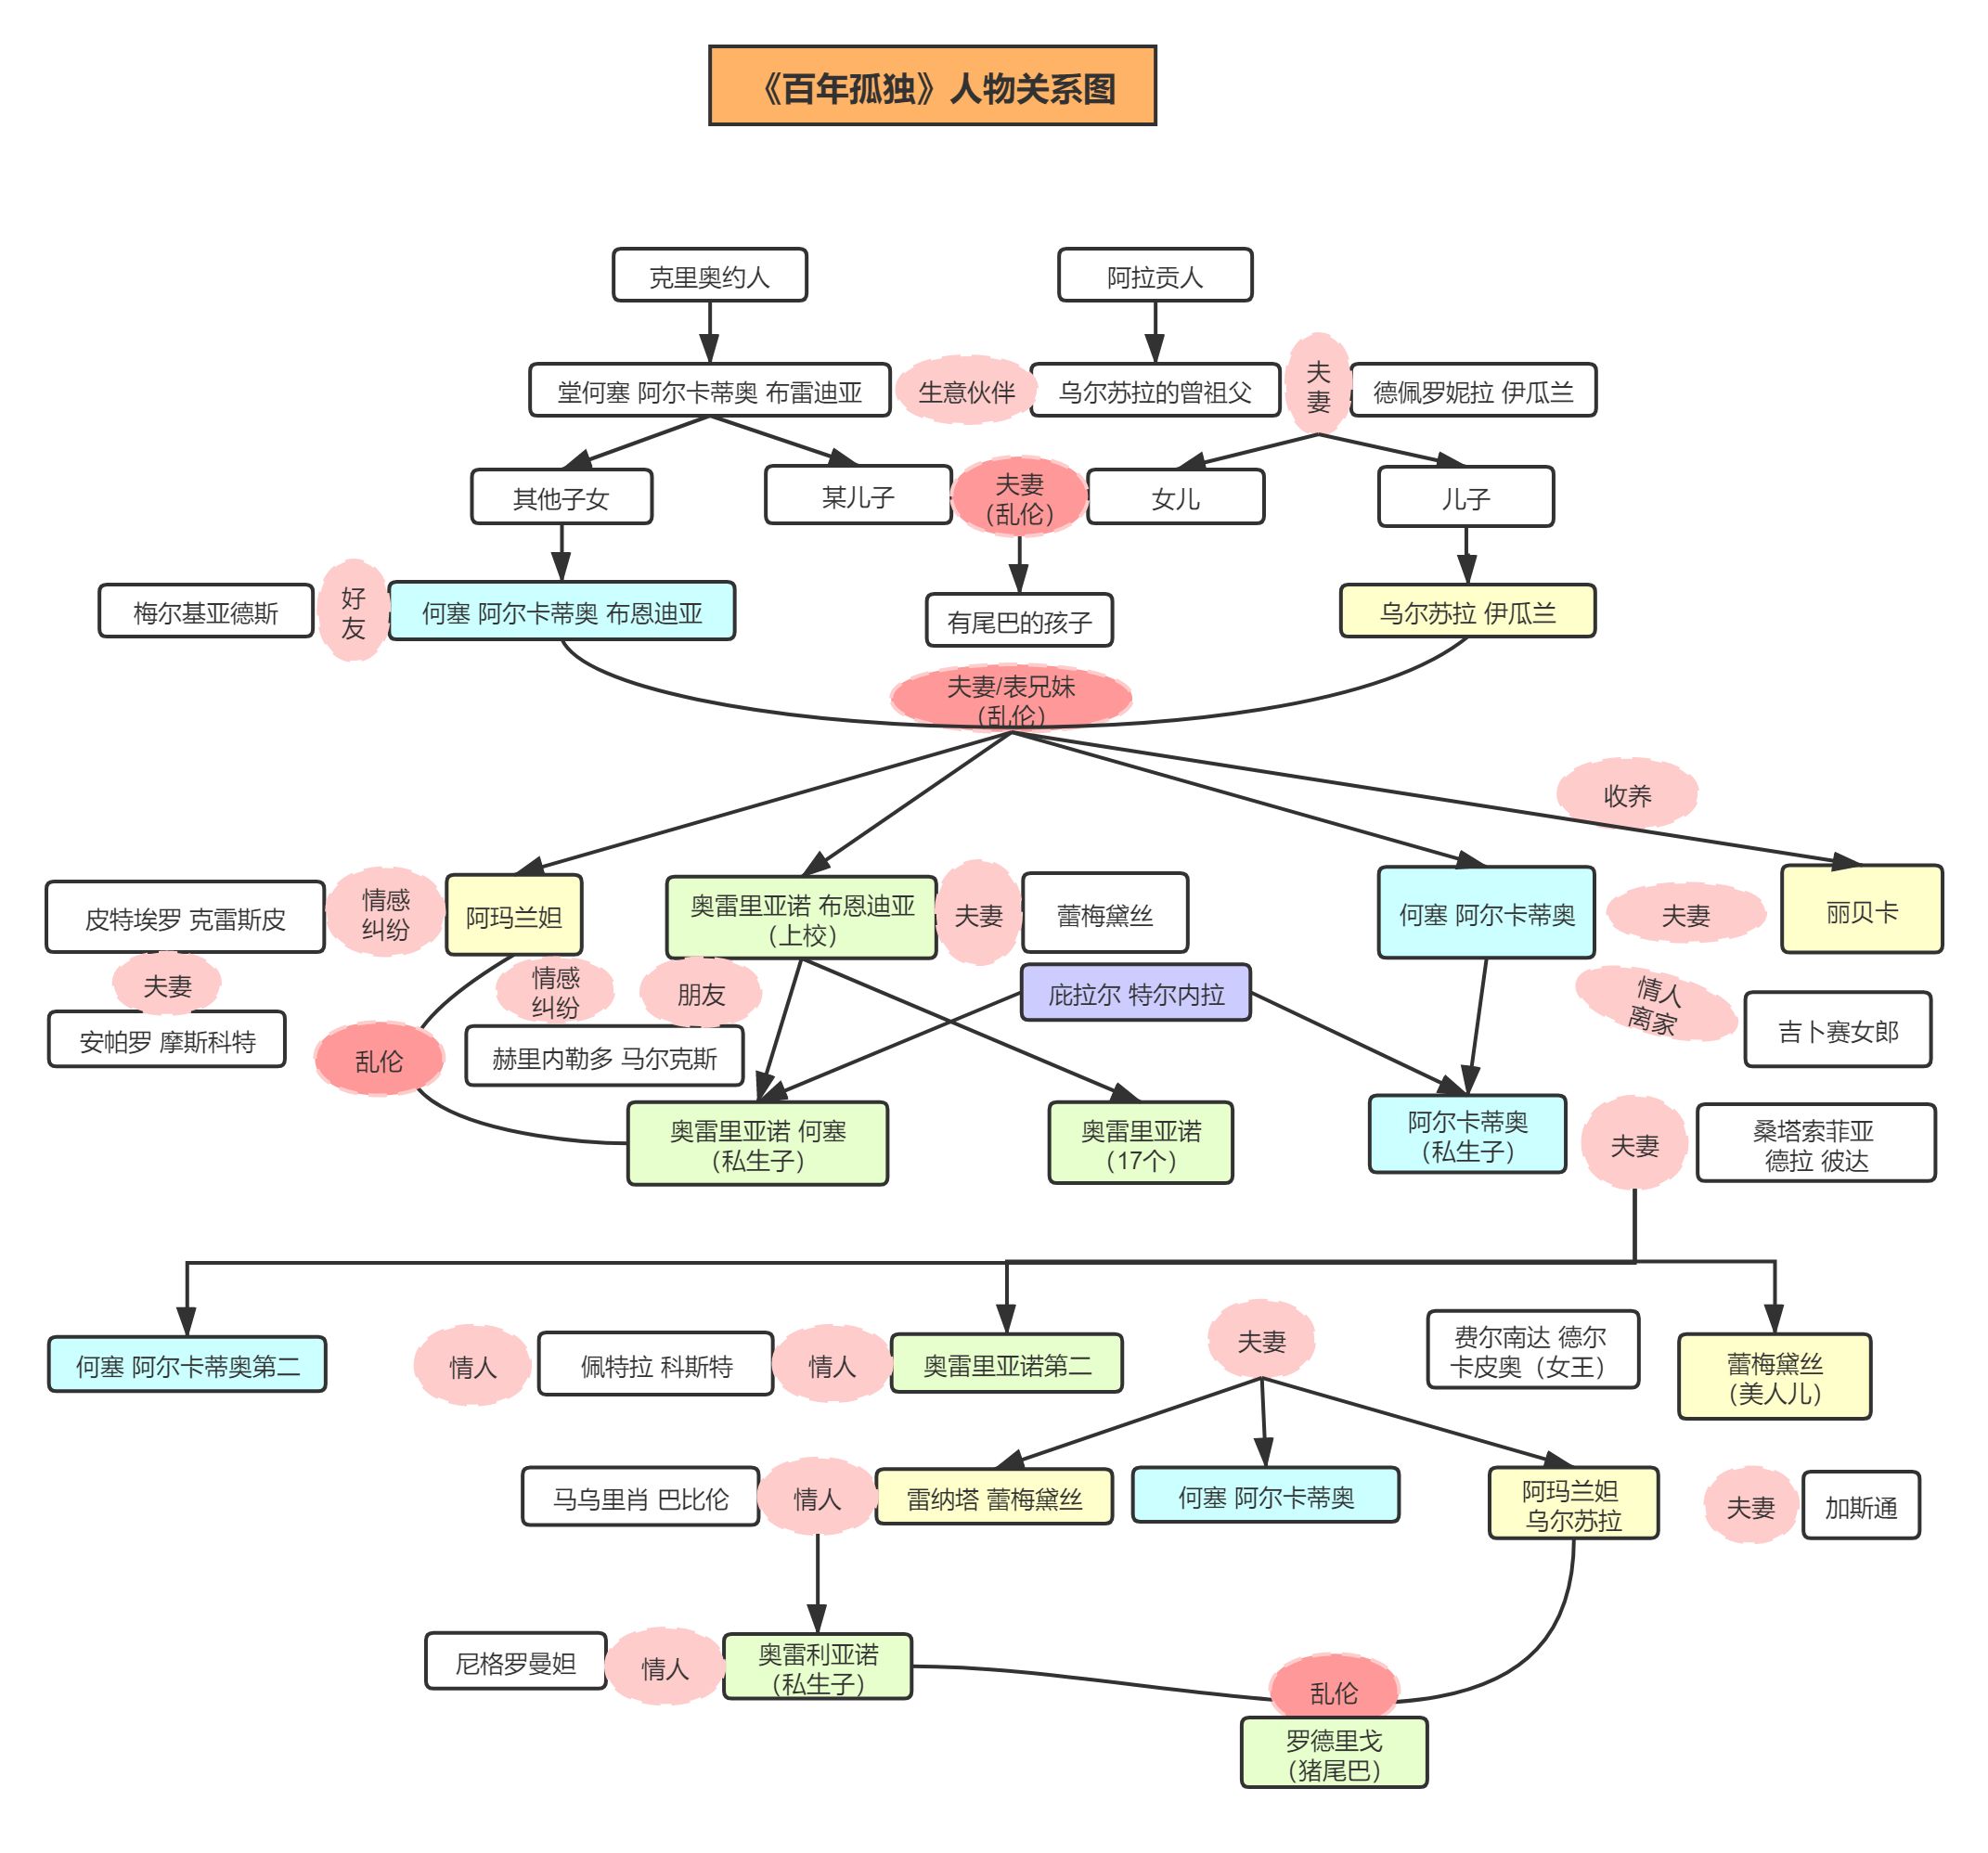 《百年孤独》人物关系图
克里奥约人
阿拉贡人
堂何塞 阿尔卡蒂奥 布雷迪亚
生意伙伴
乌尔苏拉的曾祖父
夫
妻
德佩罗妮拉 伊瓜兰
其他子女
某儿子
夫妻
（乱伦）
女儿
儿子
梅尔基亚德斯
好
友
何塞 阿尔卡蒂奥 布恩迪亚
有尾巴的孩子
乌尔苏拉 伊瓜兰
夫妻/表兄妹
（乱伦）
收养
皮特埃罗 克雷斯皮
情感
纠纷
阿玛兰妲
奥雷里亚诺 布恩迪亚
（上校）
夫妻
蕾梅黛丝
何塞 阿尔卡蒂奥
夫妻
丽贝卡
夫妻
情感
纠纷
朋友
庇拉尔 特尔内拉
情人
离家
吉卜赛女郎
安帕罗 摩斯科特
乱伦
赫里内勒多 马尔克斯
奥雷里亚诺 何塞
（私生子）
奥雷里亚诺
（17个）
阿尔卡蒂奥
（私生子）
夫妻
桑塔索菲亚
德拉 彼达
何塞 阿尔卡蒂奥第二
情人
佩特拉 科斯特
情人
奥雷里亚诺第二
夫妻
费尔南达 德尔
卡皮奥（女王）
蕾梅黛丝
（美人儿）
马乌里肖 巴比伦
情人
雷纳塔 蕾梅黛丝
何塞 阿尔卡蒂奥
阿玛兰妲
乌尔苏拉
夫妻
加斯通
尼格罗曼妲
情人
奥雷利亚诺
（私生子）
乱伦
罗德里戈
（猪尾巴）